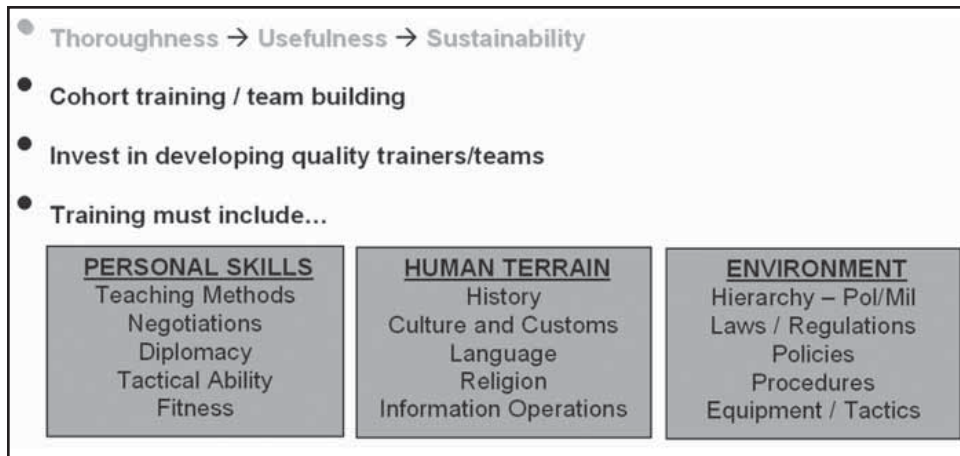 • Thoroughness → Usefulness → Sustainability
• Cohort training / team building
• Invest in developing quality trainers/teams
• Training must include…
PERSONAL SKILLS
Teaching Methods
Negotiations
Diplomacy
Tactical Ability
Fitness
HUMAN TERRAIN
History
Culture and Customs
Language
Religion
Information Operations
ENVIRONMENT
Hierarchy – Pol/Mil
Laws / Regulations
Policies
Procedures
Equipment / Tactics